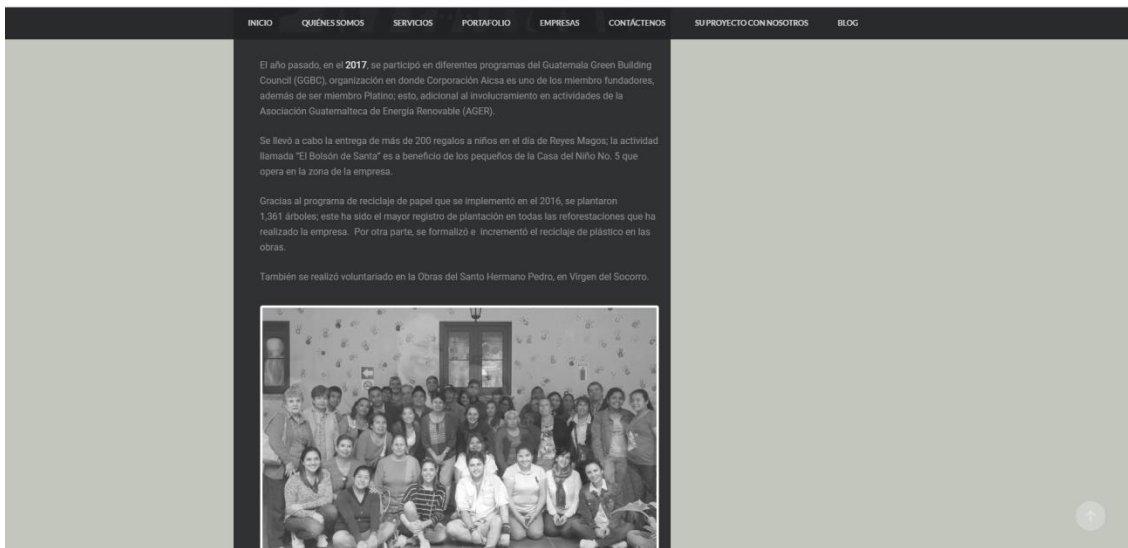 INICIO QUIÉNES SOMOS SERVICIOS PORTAFOLIO EMPRESAS CONTÁCTENOS SU PROYECTO CON NOSOTROS BLOG
El año pasado, en el 2017, se participó en diferentes programas del Guatemala Green Building
Council (GGBC), organización en donde Corporación Aicsa es uno de los miembro fundadores,
además de ser miembro Platino; esto, adicional al involucramiento en actividades de la
Asociación Guatemalteca de Energía Renovable (AGER).
Se llevó a cabo la entrega de más de 200 regalos a niños en el día de Reyes Magos; la actividad
llamada "El Bolsón de Santa" es a beneficio de los pequeños de la Casa del Niño No. 5 que
opera en la zona de la empresa.
Gracias al programa de reciclaje de papel que se implementó en el 2016, se plantaron
1,361 árboles; este ha sido el mayor registro de plantación en todas las reforestaciones que ha
realizado la empresa. Por otra parte, se formalizó e incrementó el reciclaje de plástico en las
obras.
También se realizó voluntariado en la Obras del Santo Hermano Pedro, en Virgen del Socorro.